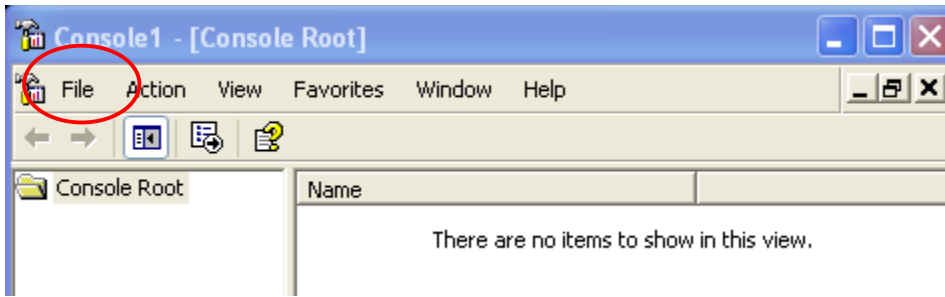 Console1 - [Console Root]
File Action View Favorites Window Help
Console Root
Name
There are no items to show in this view.